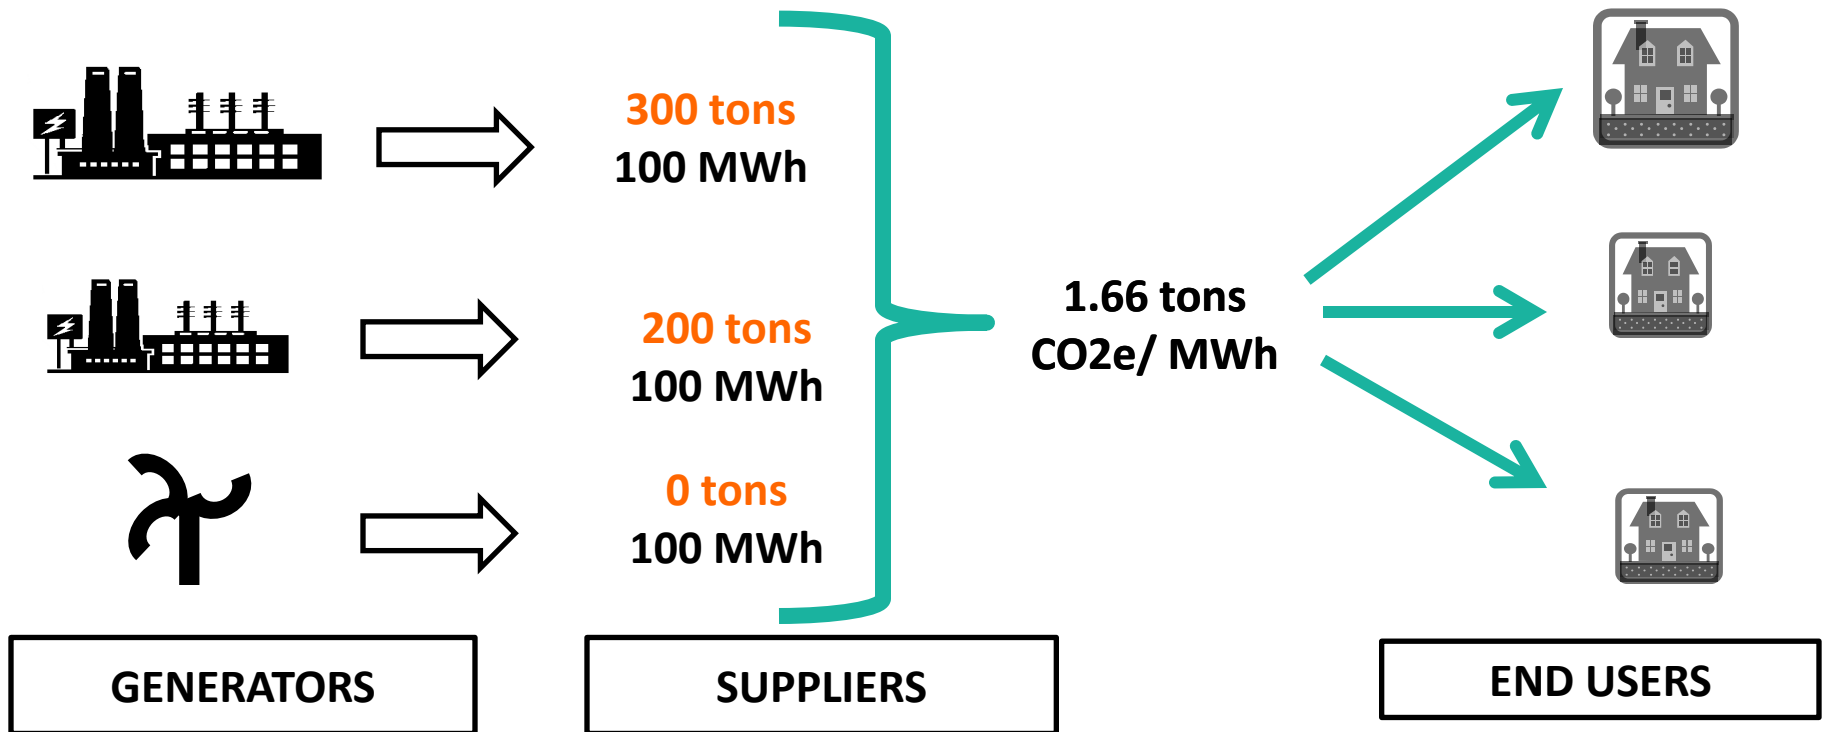 300 tons
100 MWh
200 tons
100 MWh
0 tons
100 MWh
1.66 tons
CO2e/ MWh
GENERATORS
SUPPLIERS
END USERS